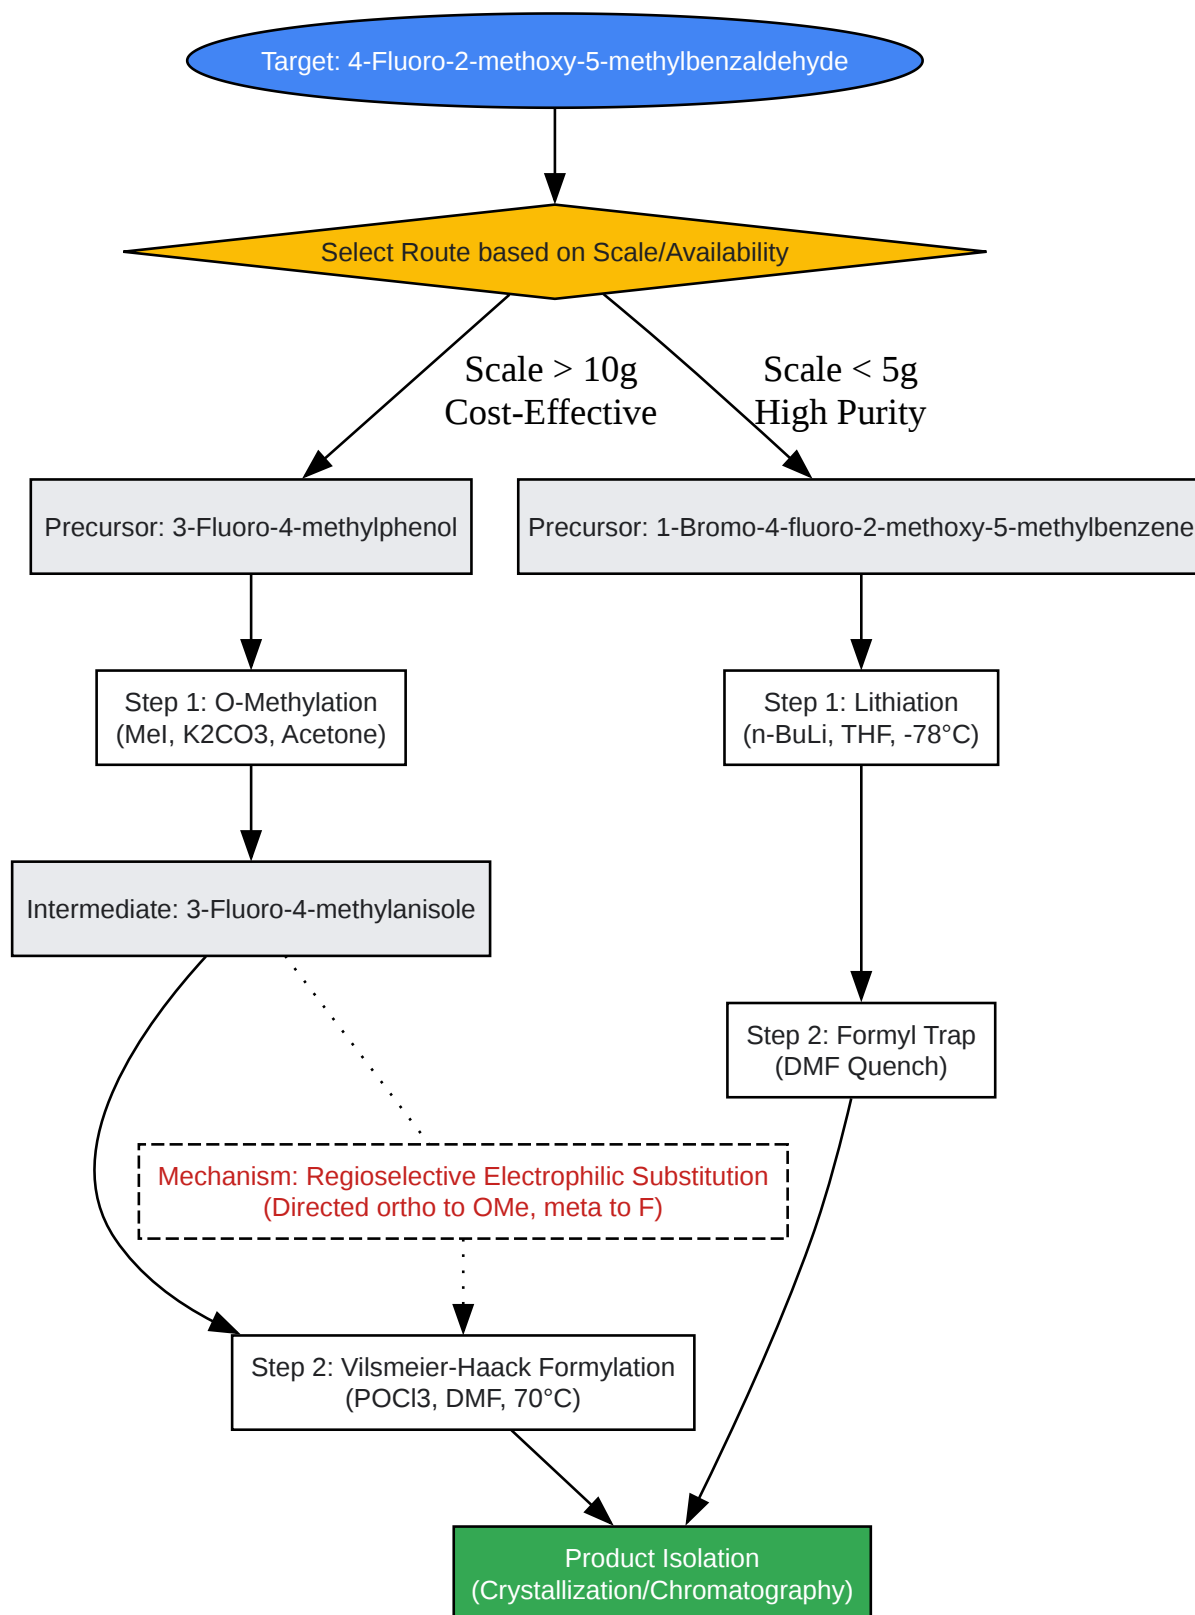 Target: 4-Fluoro-2-methoxy-5-methylbenzaldehyde
Select Route based on Scale/Availability
Scale > 10g
Cost-Effective
Scale < 5g
High Purity
Precursor: 3-Fluoro-4-methylphenol
Precursor: 1-Bromo-4-fluoro-2-methoxy-5-methylbenzene
Step 1: O-Methylation
(MeI, K2CO3, Acetone)
Step 1: Lithiation
(n-BuLi, THF, -78°C)
Intermediate: 3-Fluoro-4-methylanisole
Step 2: Formyl Trap
(DMF Quench)
Mechanism: Regioselective Electrophilic Substitution
(Directed ortho to OMe, meta to F)
Step 2: Vilsmeier-Haack Formylation
(POCl3, DMF, 70°C)
Product Isolation
(Crystallization/Chromatography)